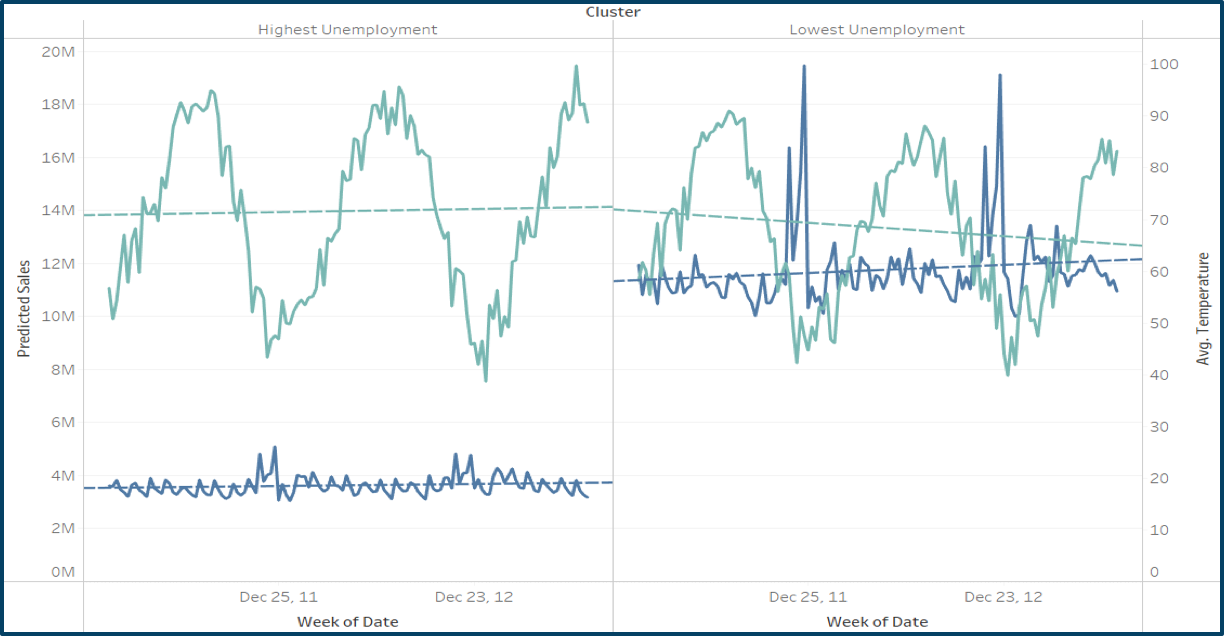 Cluster
Highest Unemployment
Lowest Unemployment
20M
18M
16M
14M
12M
10M
8M
6M
4M
2M
0M
Predicted Sales
100
90
80
70
60
50
40
30
20
10
0
Avg. Temperature
Dec 25, 11
Dec 23, 12
Dec 25, 11
Dec 23, 12
Week of Date
Week of Date